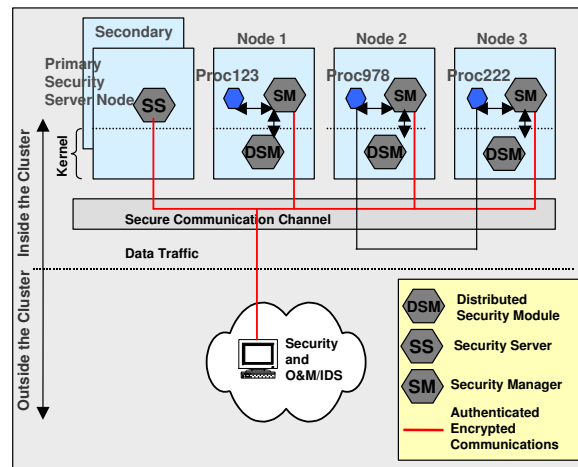 Secondary
Primary
Security
Server Node
SS
Node 1
Proc123
SM
DSM
Node 2
Proc978
SM
DSM
Node 3
Proc222
SM
DSM
Kernel
Inside the Cluster
Secure Communication Channel
Data Traffic
Outside the Cluster
Security
and
O&M/IDS
DSM
Distributed
Security Module
SS
Security Server
SM
Security Manager
Authenticated
Encrypted
Communications